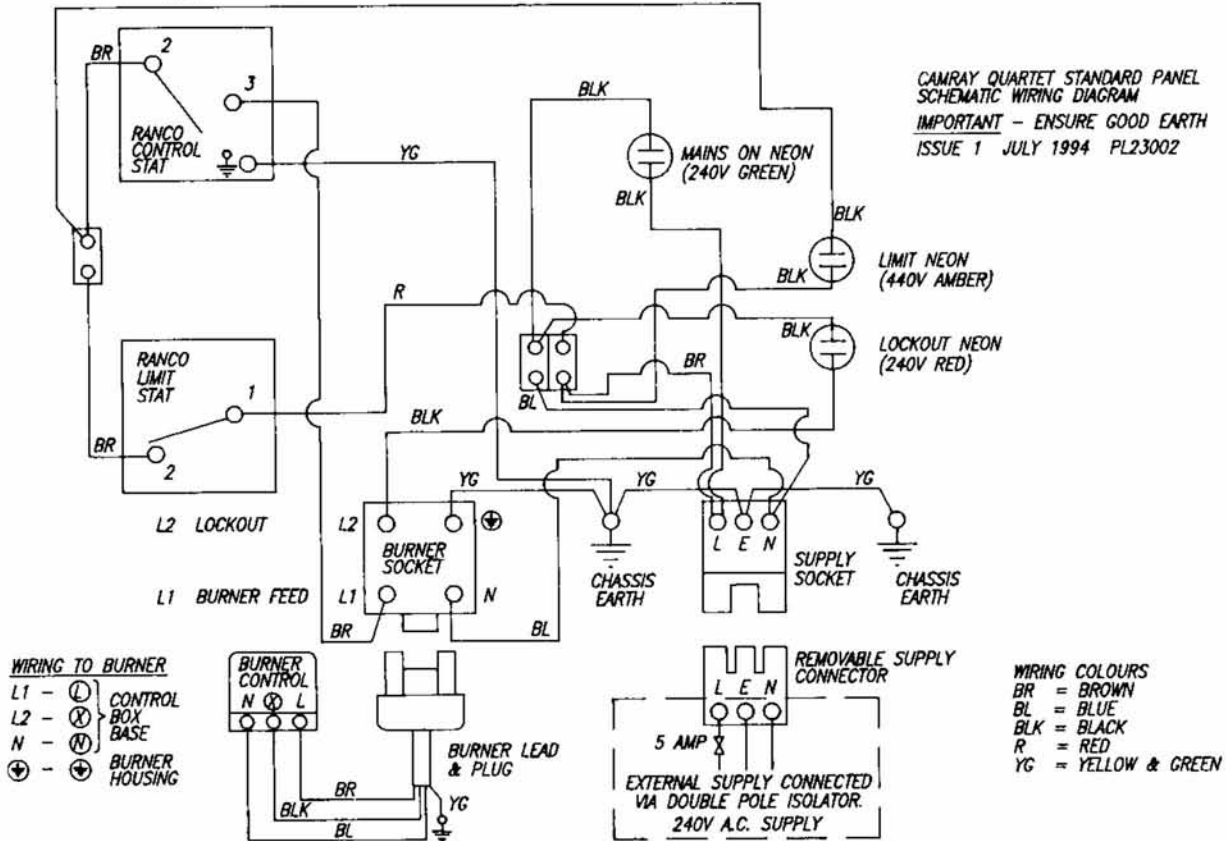 CAMRAY QUARTET STANDARD PANEL
SCHEMATIC WIRING DIAGRAM
IMPORTANT - ENSURE GOOD EARTH
ISSUE 1 JULY 1994 PL23002
BR
2
3
RANCO
CONTROL
STAT
YG
BLK
MAINS ON NEON
(240V GREEN)
BLK
BLK
LIMIT NEON
(440V AMBER)
BLK
R
BLK
LOCKOUT NEON
(240V RED)
BR
BL
RANCO
LIMIT
STAT
1
BR
2
BLK
YG
YG
YG
L2 LOCKOUT
L2
BURNER
SOCKET
L1 BURNER FEED
L1
N
BR
BL
CHASSIS
EARTH
L E N
SUPPLY
SOCKET
CHASSIS
EARTH
WIRING TO BURNER
L1 - L
L2 - X
N - N
CONTROL
BOX
BASE
BURNER
HOUSING
BURNER
CONTROL
N X L
BURNER LEAD
& PLUG
BR
BLK
BL
YG
REMOVABLE SUPPLY
CONNECTOR
L E N
5 AMP
EXTERNAL SUPPLY CONNECTED
VIA DOUBLE POLE ISOLATOR.
240V A.C. SUPPLY
WIRING COLOURS
BR = BROWN
BL = BLUE
BLK = BLACK
R = RED
YG = YELLOW & GREEN